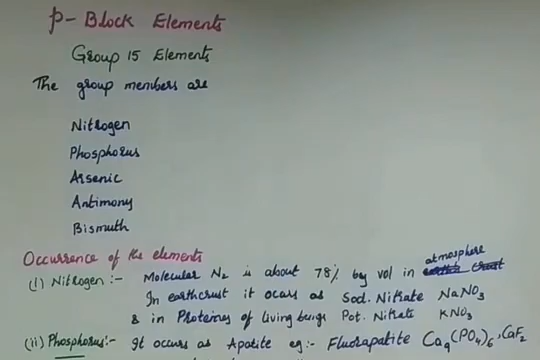 p-Block Elements
Group 15 Elements
The group members are
Nitrogen
Phosphorus
Arsenic
Antimony
Bismuth
Occurrence of the elements
(i) Nitrogen :- Molecular N₂ is about 78% by vol in atmosphere
In earthcrust it ocurs as Sod. Nitrate NaNO₃
& in Proteins of living beings Pot. Nitrate KNO₃
(ii) Phosphorus:- It occurs as Apatite eg:- Fluorapatite Ca₉(PO₄)₆.CaF₂